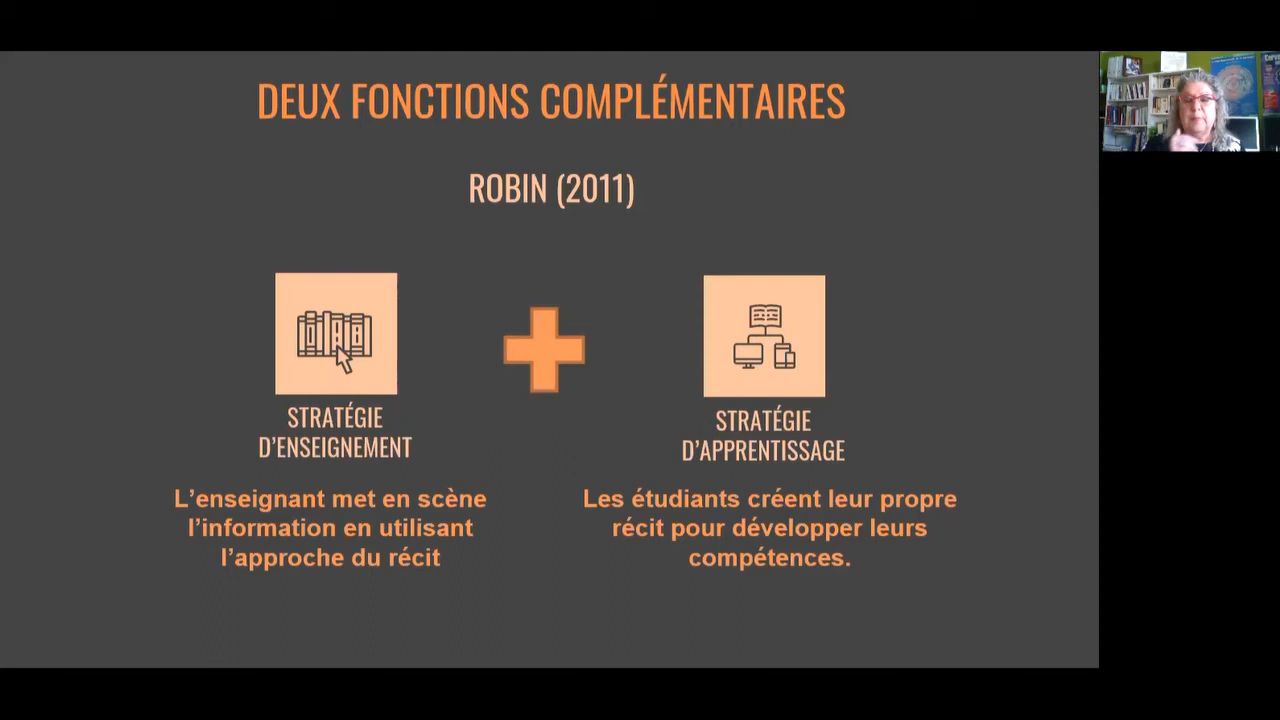 DEUX FONCTIONS COMPLÉMENTAIRES
ROBIN (2011)
STRATÉGIE
D'ENSEIGNEMENT
L'enseignant met en scène
l'information en utilisant
l'approche du récit
STRATÉGIE
D'APPRENTISSAGE
Les étudiants créent leur propre
récit pour développer leurs
compétences.